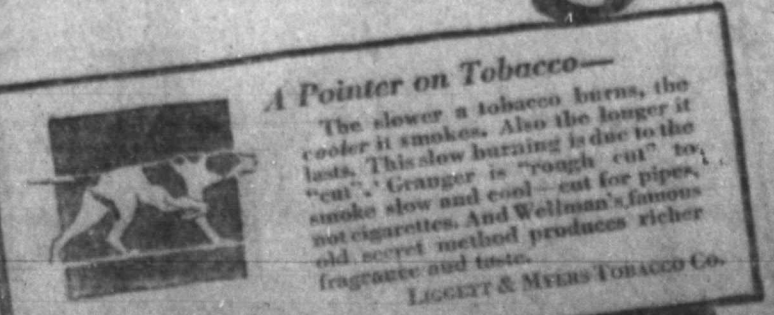 A Pointer on Tobacco—
The slower a tobacco burns, the
cooler it smokes. Also the longer it
lasts. This slow burning is due to the
"cut". Granger is "rough cut" to
smoke slow and cool—cut for pipes,
not cigarettes. And Wellman's famous
old secret method produces richer
fragrance and taste.
LIGGETT & MYERS TOBACCO CO.